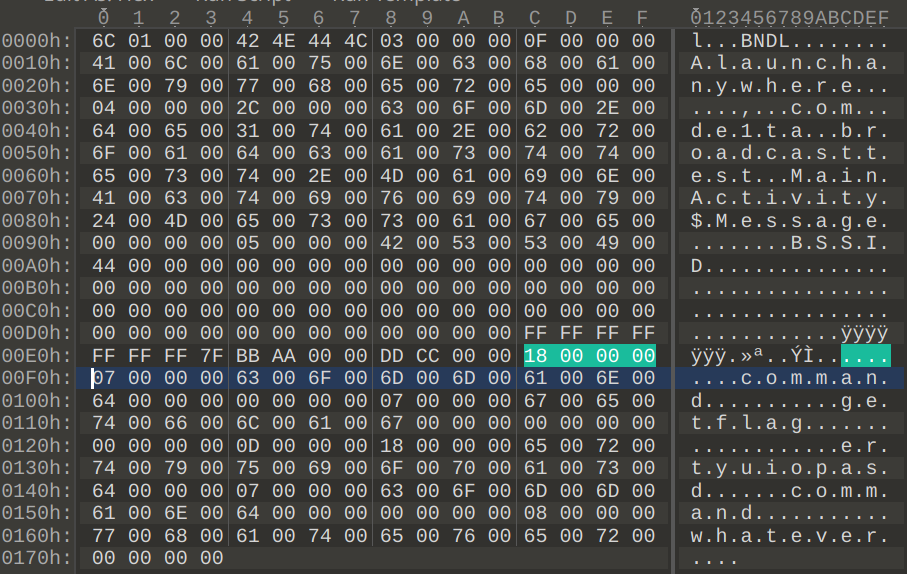 0 1 2 3 4 5 6 7 8 9 A B C D E F 0123456789ABCDEF
0000h: 6C 01 00 00 42 4E 44 4C 03 00 00 00 0F 00 00 00 l...BNDL........
0010h: 41 00 6C 00 61 00 75 00 6E 00 63 00 68 00 61 00 A.l.a.u.n.c.h.a.
0020h: 6E 00 79 00 77 00 68 00 65 00 72 00 65 00 00 00 n.y.w.h.e.r.e...
0030h: 04 00 00 00 2C 00 00 00 63 00 6F 00 6D 00 2E 00 ....,...c.o.m...
0040h: 64 00 65 00 31 00 74 00 61 00 2E 00 62 00 72 00 d.e.1.t.a...b.r.
0050h: 6F 00 61 00 64 00 63 00 61 00 73 00 74 00 74 00 o.a.d.c.a.s.t.t.
0060h: 65 00 73 00 74 00 2E 00 4D 00 61 00 69 00 6E 00 e.s.t...M.a.i.n.
0070h: 41 00 63 00 74 00 69 00 76 00 69 00 74 00 79 00 A.c.t.i.v.i.t.y.
0080h: 24 00 4D 00 65 00 73 00 73 00 61 00 67 00 65 00 $.M.e.s.s.a.g.e.
0090h: 00 00 00 00 05 00 00 00 42 00 53 00 53 00 49 00 ........B.S.S.I.
00A0h: 44 00 00 00 00 00 00 00 00 00 00 00 00 00 00 00 D...............
00B0h: 00 00 00 00 00 00 00 00 00 00 00 00 00 00 00 00 ................
00C0h: 00 00 00 00 00 00 00 00 00 00 00 00 00 00 00 00 ................
00D0h: 00 00 00 00 00 00 00 00 00 00 00 00 FF FF FF FF ............ÿÿÿÿ
00E0h: FF FF FF 7F BB AA 00 00 DD CC 00 00 18 00 00 00 ÿÿÿ.»ª..ÝÌ......
00F0h: 07 00 00 00 63 00 6F 00 6D 00 6D 00 61 00 6E 00 ....c.o.m.m.a.n.
0100h: 64 00 00 00 00 00 00 00 07 00 00 00 67 00 65 00 d...........g.e.
0110h: 74 00 66 00 6C 00 61 00 67 00 00 00 00 00 00 00 t.f.l.a.g.......
0120h: 00 00 00 00 0D 00 00 00 18 00 00 00 65 00 72 00 ............e.r.
0130h: 74 00 79 00 75 00 69 00 6F 00 70 00 61 00 73 00 t.y.u.i.o.p.a.s.
0140h: 64 00 00 00 07 00 00 00 63 00 6F 00 6D 00 6D 00 d.......c.o.m.m.
0150h: 61 00 6E 00 64 00 00 00 00 00 00 00 08 00 00 00 a.n.d...........
0160h: 77 00 68 00 61 00 74 00 65 00 76 00 65 00 72 00 w.h.a.t.e.v.e.r.
0170h: 00 00 00 00 ....